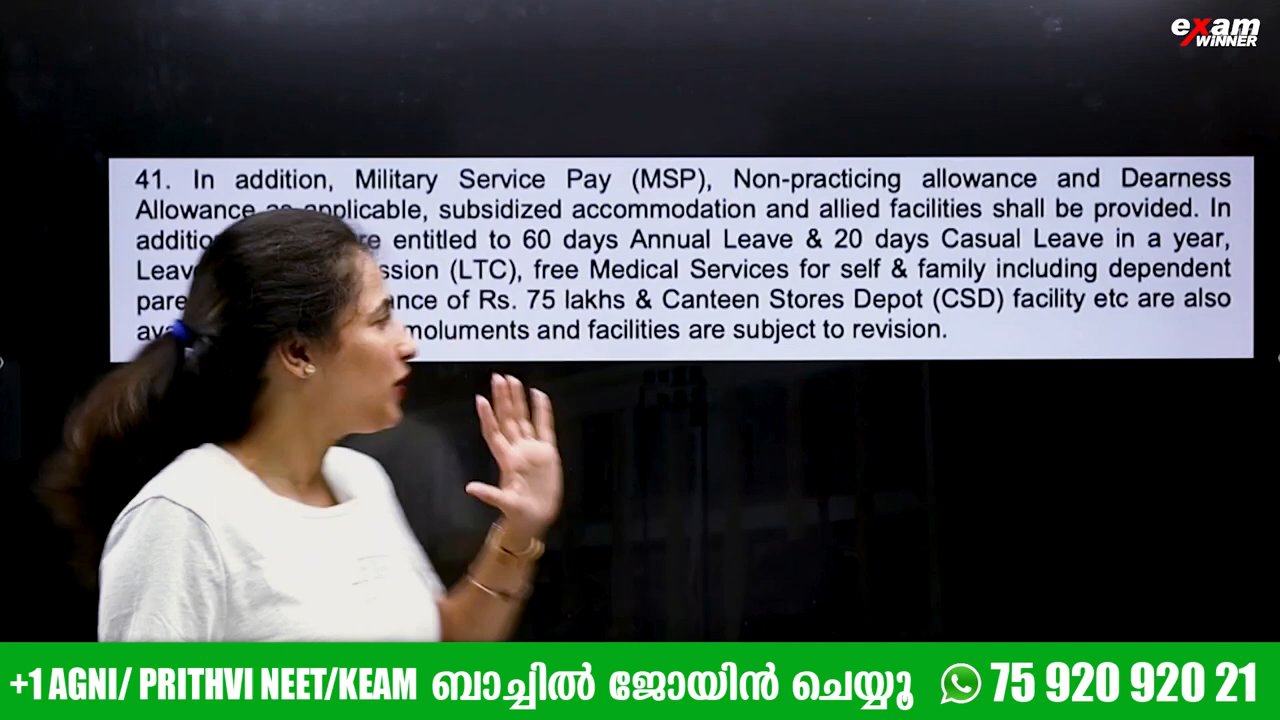 exam
WiNNER
41. In addition, Military Service Pay (MSP), Non-practicing allowance and Dearness
Allowance as applicable, subsidized accommodation and allied facilities shall be provided. In
entitled to 60 days Annual Leave & 20 days Casual Leave in a year,
(LTC), free Medical Services for self & family including dependent
of Rs. 75 lakhs & Canteen Stores Depot (CSD) facility etc are also
and facilities are subject to revision.
+1 AGNI/ PRITHVI NEET/KEAM ബാച്ചിൽ ജോയിൻ ചെയ്യൂ 75 920 920 21